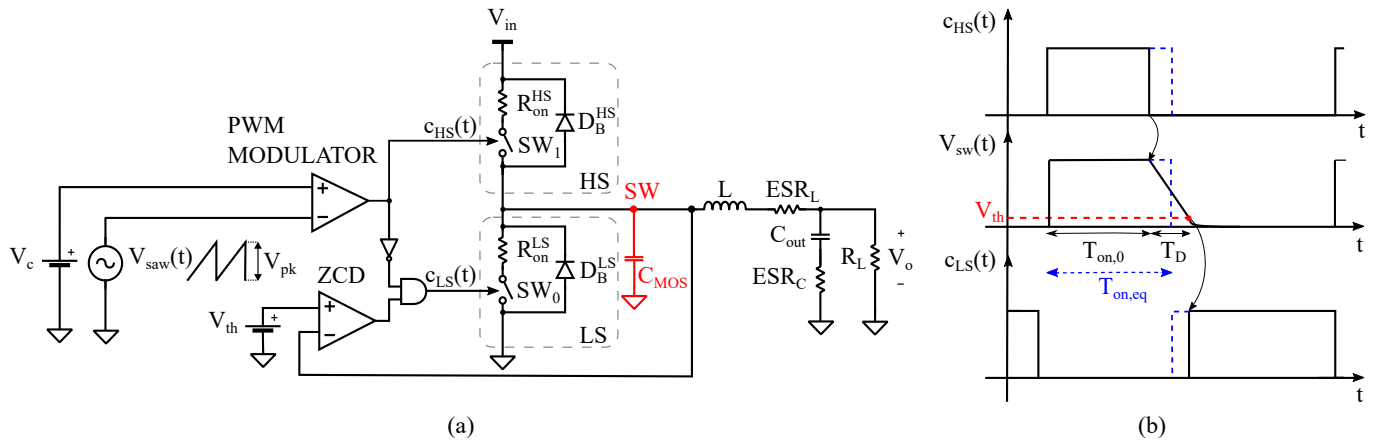 V_in
R_on^HS
D_B^HS
c_HS(t)
SW_1
HS
PWM
MODULATOR
+
−
SW
L
ESR_L
V_c
+
V_saw(t)
V_pk
ZCD
c_LS(t)
R_on^LS
D_B^LS
SW_0
LS
C_MOS
C_out
ESR_C
R_L
+
V_o
−
V_th
+
+
−
(a)
c_HS(t)
t
V_sw(t)
V_th
t
T_on,0
T_D
c_LS(t)
T_on,eq
t
(b)